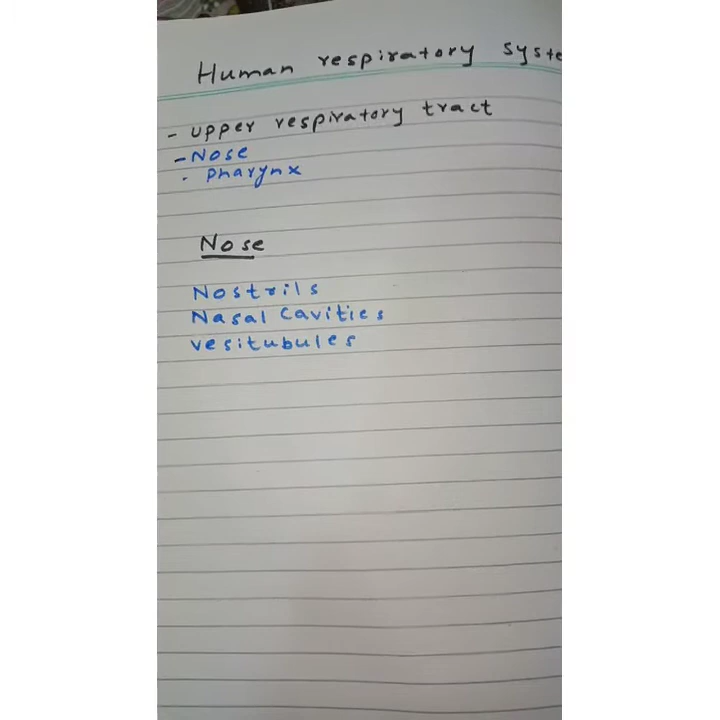 Human respiratory syste
- upper respiratory tract
- Nose
- pharynx
Nose
Nostrils
Nasal Cavities
vesitubules